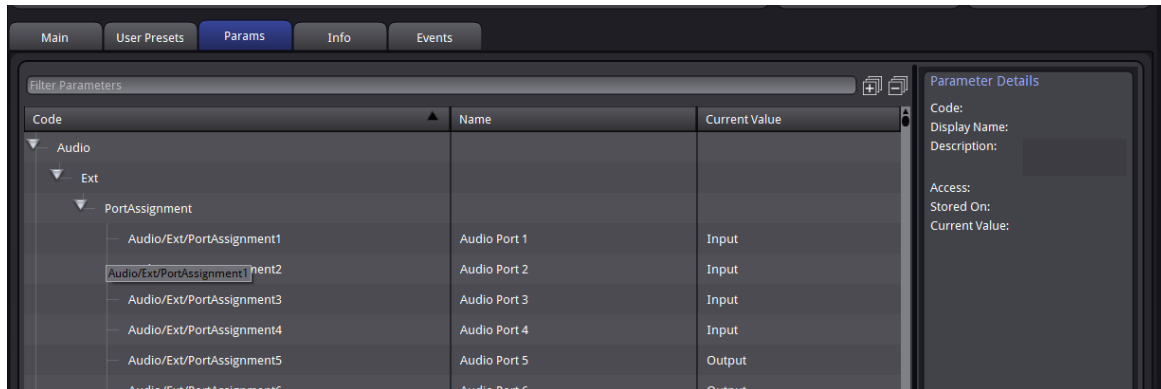 Main User Presets Params Info Events
Filter Parameters
Code Name Current Value
Audio
Ext
PortAssignment
Audio/Ext/PortAssignment1 Audio Port 1 Input
Audio/Ext/PortAssignment1 nent2 Audio Port 2 Input
Audio/Ext/PortAssignment3 Audio Port 3 Input
Audio/Ext/PortAssignment4 Audio Port 4 Input
Audio/Ext/PortAssignment5 Audio Port 5 Output
Parameter Details
Code:
Display Name:
Description:
Access:
Stored On:
Current Value: